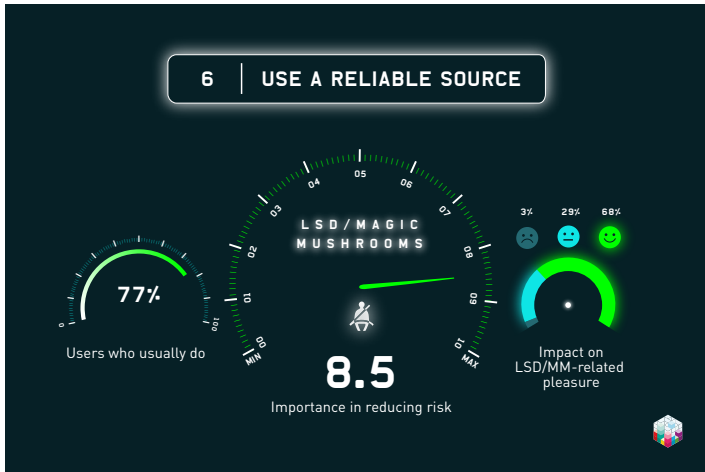 6 | USE A RELIABLE SOURCE
00
01
02
03
04
05
06
07
08
09
10
MIN
MAX
LSD/MAGIC
MUSHROOMS
8.5
Importance in reducing risk
0
100
77%
Users who usually do
3% 29% 68%
Impact on
LSD/MM-related
pleasure